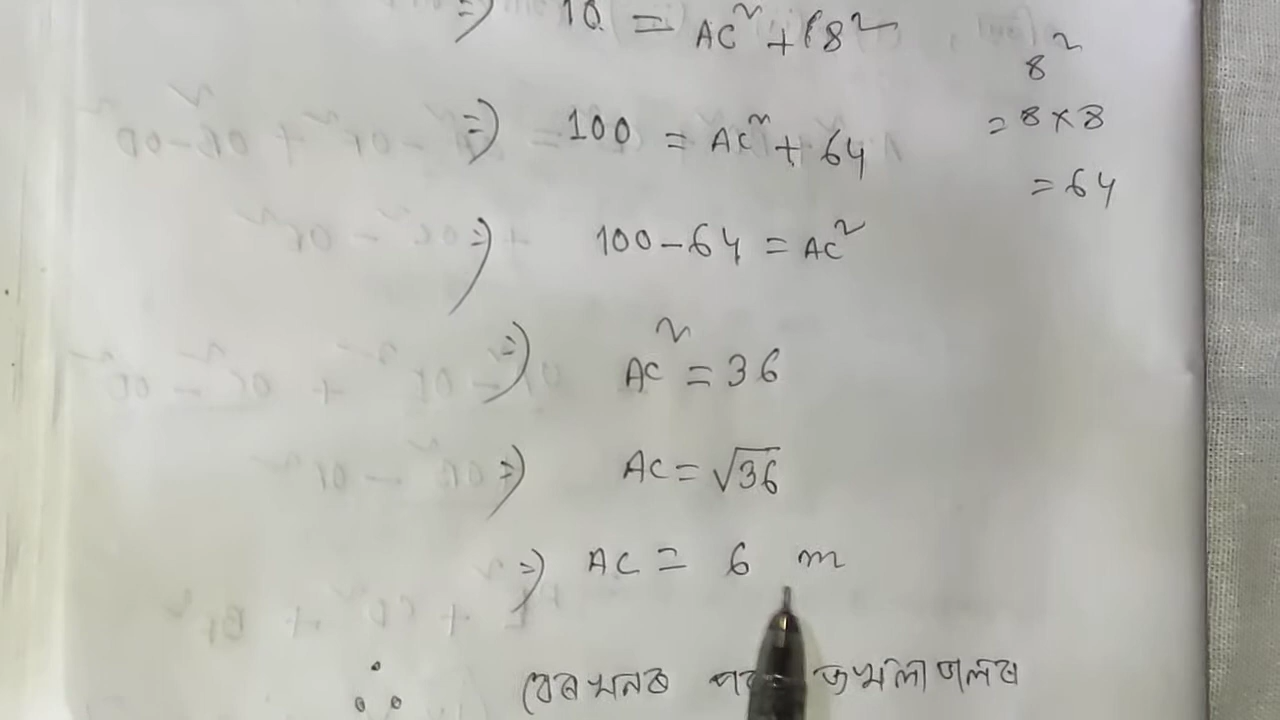 ⇒ 10 = AC² + (8²
8²
⇒ 100 = AC² + 64
= 8 × 8
= 64
⇒ 100 - 64 = AC²
⇒ AC² = 36
⇒ AC = √36
⇒ AC = 6 m
∴ বেৰখনৰ